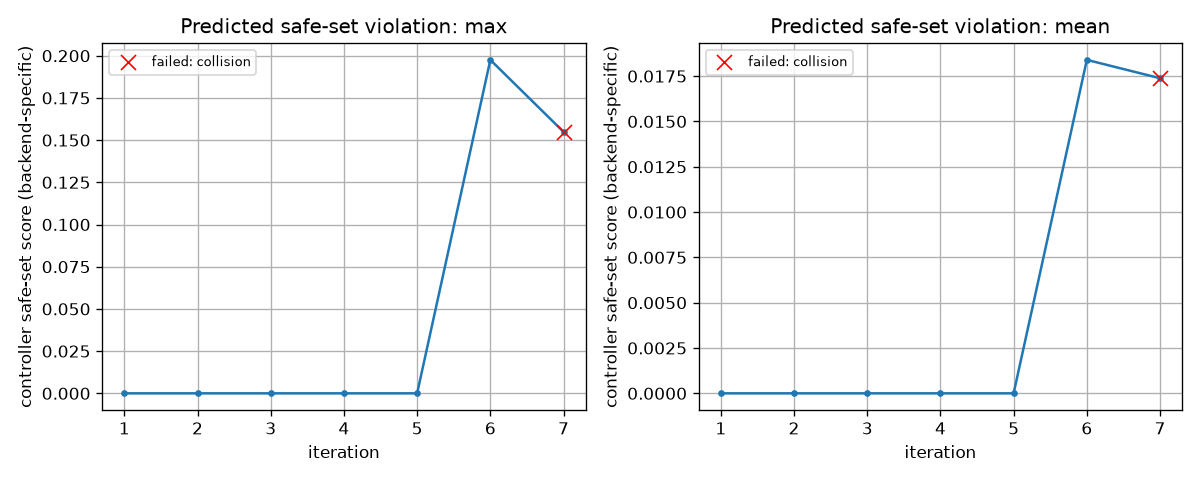 Predicted safe-set violation: max
controller safe-set score (backend-specific)
0.200
0.175
0.150
0.125
0.100
0.075
0.050
0.025
0.000
failed: collision
1 2 3 4 5 6 7
iteration
Predicted safe-set violation: mean
controller safe-set score (backend-specific)
0.0175
0.0150
0.0125
0.0100
0.0075
0.0050
0.0025
0.0000
failed: collision
1 2 3 4 5 6 7
iteration